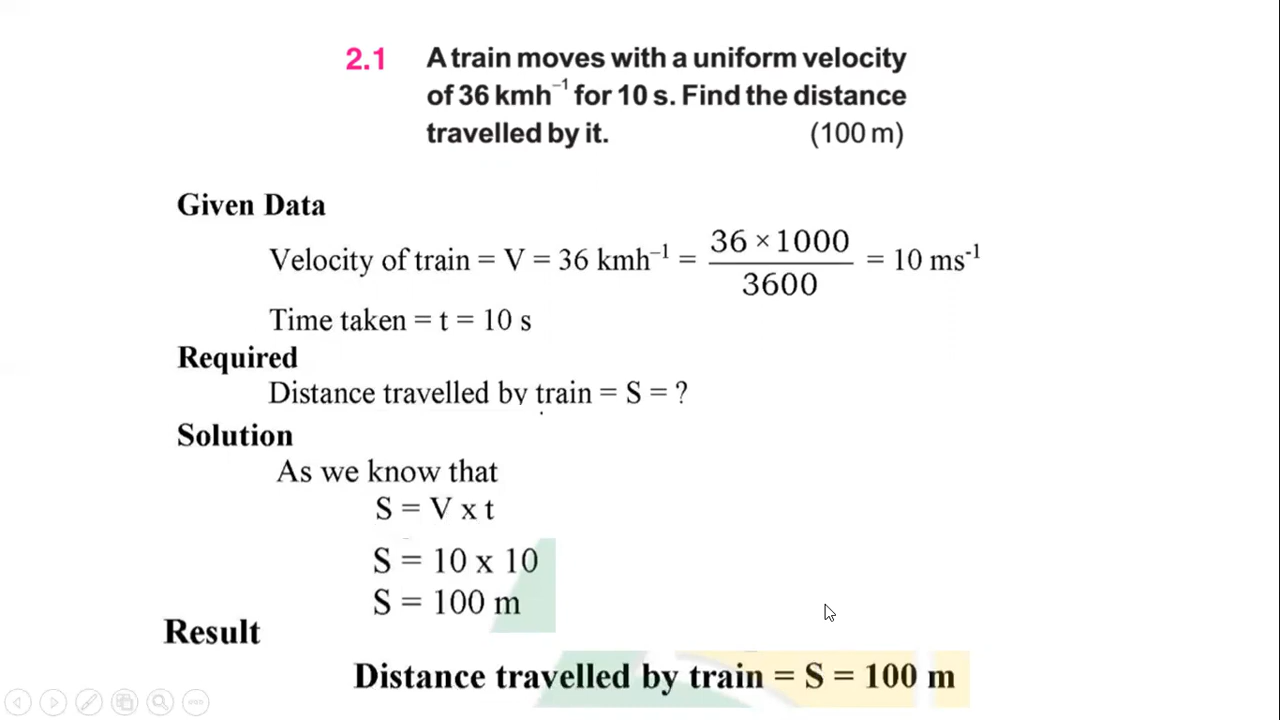 2.1 A train moves with a uniform velocity
of 36 kmh⁻¹ for 10 s. Find the distance
travelled by it. (100 m)
Given Data
Velocity of train = V = 36 kmh⁻¹ = 36 × 1000 / 3600 = 10 ms⁻¹
Time taken = t = 10 s
Required
Distance travelled by train = S = ?
Solution
As we know that
S = V x t
S = 10 x 10
S = 100 m
Result
Distance travelled by train = S = 100 m